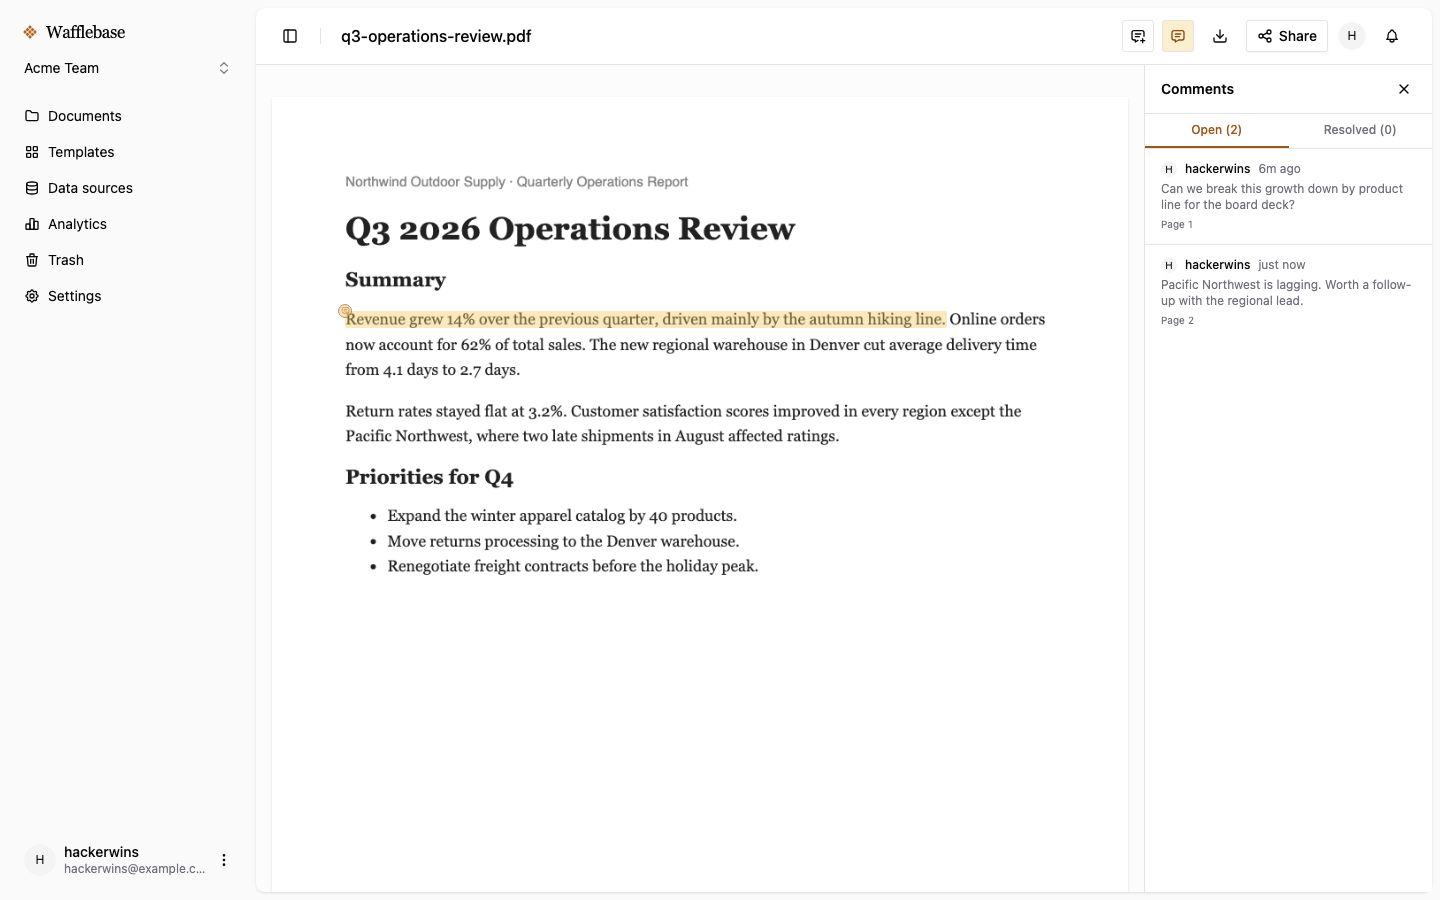 Wafflebase
Acme Team
Documents
Templates
Data sources
Analytics
Trash
Settings
H
hackerwins
hackerwins@example.c...
q3-operations-review.pdf
Share
H
Northwind Outdoor Supply · Quarterly Operations Report
Q3 2026 Operations Review
Summary
Revenue grew 14% over the previous quarter, driven mainly by the autumn hiking line. Online orders
now account for 62% of total sales. The new regional warehouse in Denver cut average delivery time
from 4.1 days to 2.7 days.
Return rates stayed flat at 3.2%. Customer satisfaction scores improved in every region except the
Pacific Northwest, where two late shipments in August affected ratings.
Priorities for Q4
• Expand the winter apparel catalog by 40 products.
• Move returns processing to the Denver warehouse.
• Renegotiate freight contracts before the holiday peak.
Comments
Open (2)
Resolved (0)
H hackerwins 6m ago
Can we break this growth down by product
line for the board deck?
Page 1
H hackerwins just now
Pacific Northwest is lagging. Worth a follow-
up with the regional lead.
Page 2